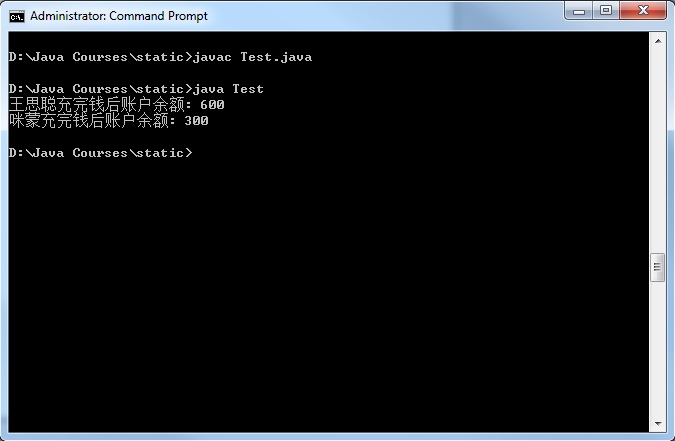 Administrator: Command Prompt
D:\Java Courses\static>javac Test.java
D:\Java Courses\static>java Test
王思聪充完钱后账户余额: 600
咪蒙充完钱后账户余额: 300
D:\Java Courses\static>